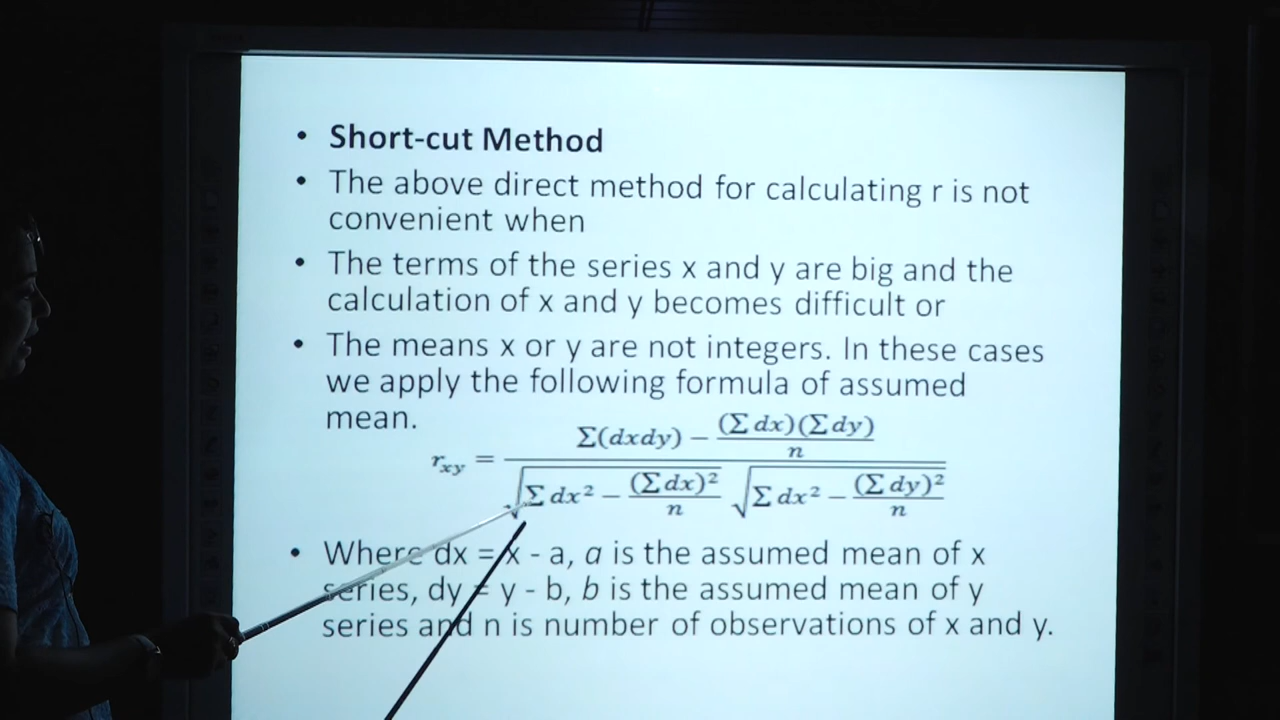 • Short-cut Method
• The above direct method for calculating r is not
convenient when
• The terms of the series x and y are big and the
calculation of x and y becomes difficult or
• The means x or y are not integers. In these cases
we apply the following formula of assumed
mean.
r_xy = (Σ(dxdy) − (Σ dx)(Σ dy)/n) / (√(Σ dx² − (Σ dx)²/n) √(Σ dx² − (Σ dy)²/n))
• Where dx = x - a, a is the assumed mean of x
series, dy = y - b, b is the assumed mean of y
series and n is number of observations of x and y.